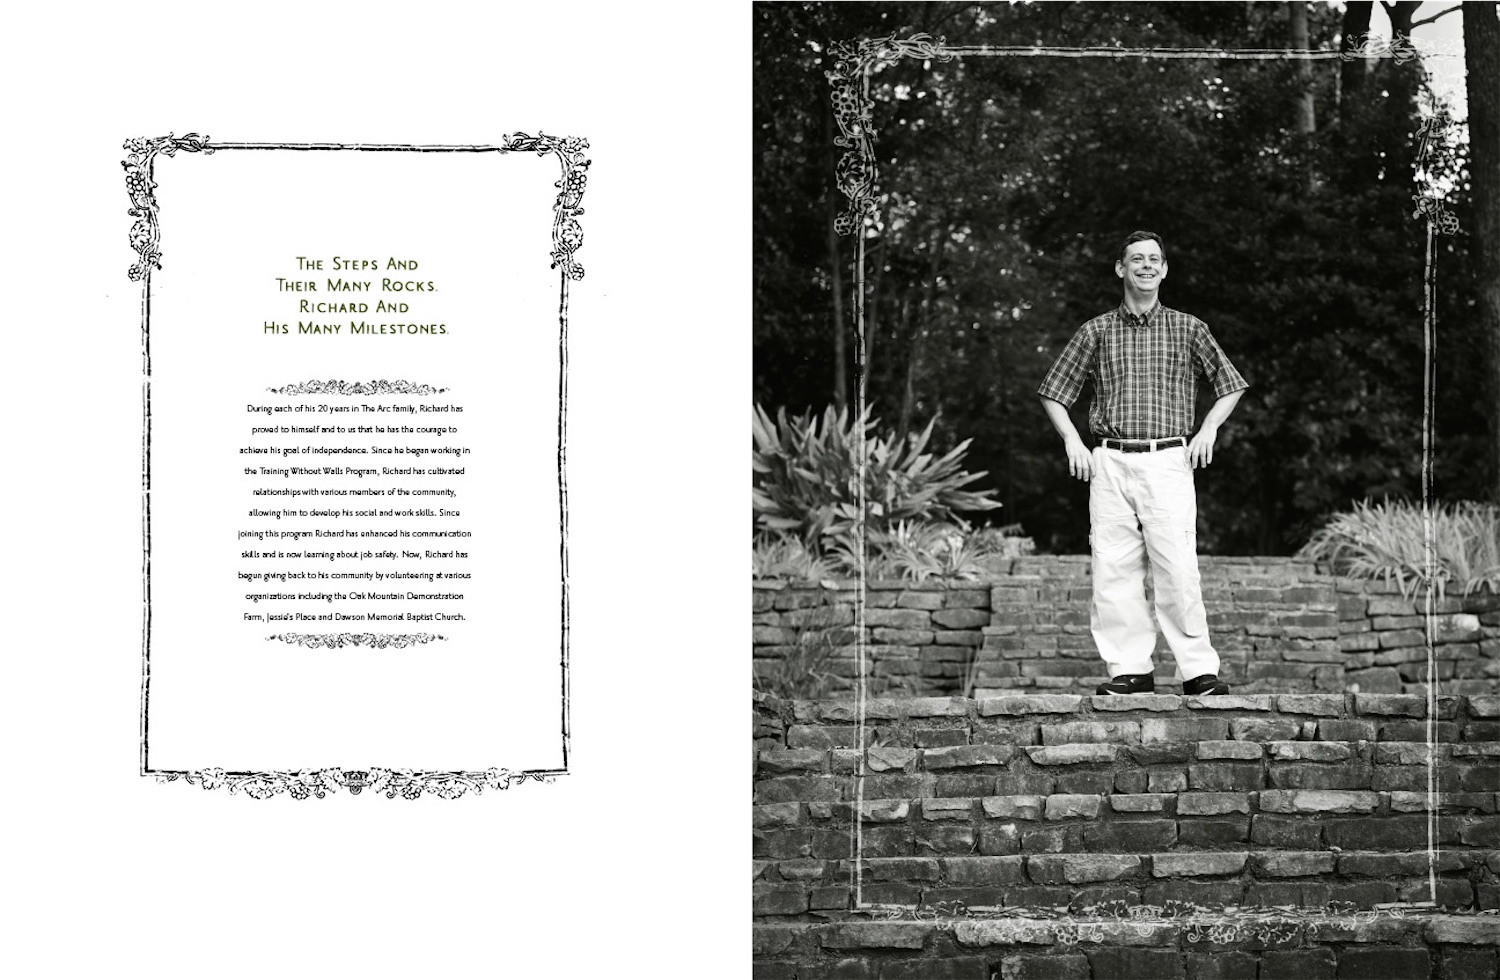 The Steps And
Their Many Rocks.
Richard And
His Many Milestones.
During each of his 20 years in The Arc family, Richard has
proved to himself and to us that he has the courage to
achieve his goal of independence. Since he began working in
the Training Without Walls Program, Richard has cultivated
relationships with various members of the community,
allowing him to develop his social and work skills. Since
joining this program Richard has enhanced his communication
skills and is now learning about job safety. Now, Richard has
begun giving back to his community by volunteering at various
organizations including the Oak Mountain Demonstration
Farm, Jessie's Place and Dawson Memorial Baptist Church.